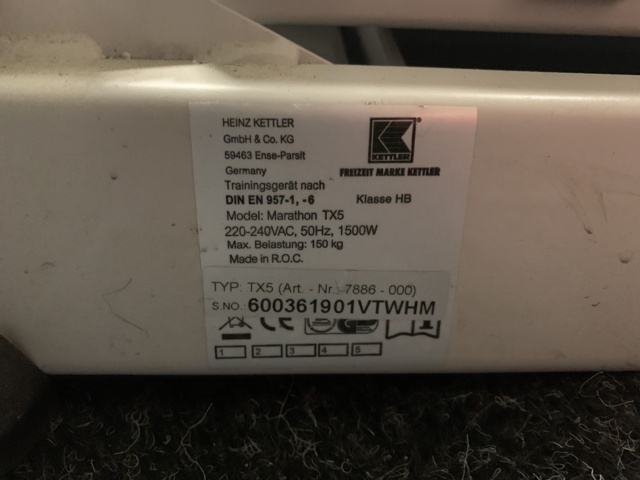 HEINZ KETTLER
GmbH & Co. KG
59463 Ense-Parsit
Germany
Trainingsgerät nach
DIN EN 957-1, -6 Klasse HB
Model: Marathon TX5
220-240VAC, 50Hz, 1500W
Max. Belastung: 150 kg
Made in R.O.C.
KETTLER
FREIZEIT MARKE KETTLER
TYP: TX5 (Art. - Nr. 7886 - 000)
S.NO. 600361901VTWHM
CE
1 2 3 4 5